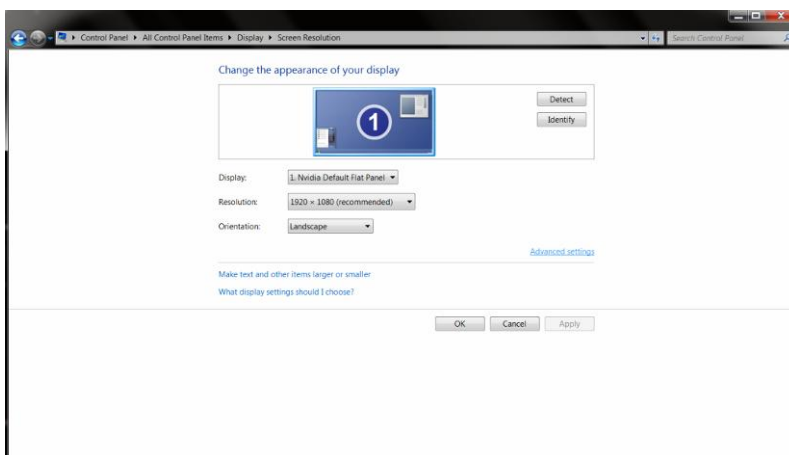 Control Panel ▸ All Control Panel Items ▸ Display ▸ Screen Resolution
Search Control Panel
Change the appearance of your display
1
Detect
Identify
Display: 1. Nvidia Default Flat Panel
Resolution: 1920 × 1080 (recommended)
Orientation: Landscape
Advanced settings
Make text and other items larger or smaller
What display settings should I choose?
OK Cancel Apply